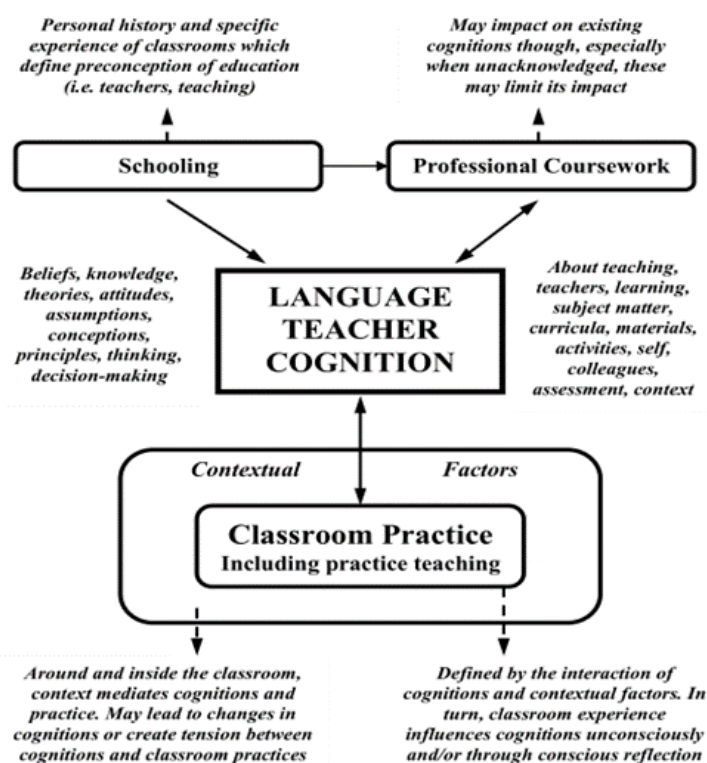 Personal history and specific
experience of classrooms which
define preconception of education
(i.e. teachers, teaching)
May impact on existing
cognitions though, especially
when unacknowledged, these
may limit its impact
Schooling
Professional Coursework
Beliefs, knowledge,
theories, attitudes,
assumptions,
conceptions,
principles, thinking,
decision-making
LANGUAGE
TEACHER
COGNITION
About teaching,
teachers, learning,
subject matter,
curricula, materials,
activities, self,
colleagues,
assessment, context
Contextual Factors
Classroom Practice
Including practice teaching
Around and inside the classroom,
context mediates cognitions and
practice. May lead to changes in
cognitions or create tension between
cognitions and classroom practices
Defined by the interaction of
cognitions and contextual factors. In
turn, classroom experience
influences cognitions unconsciously
and/or through conscious reflection